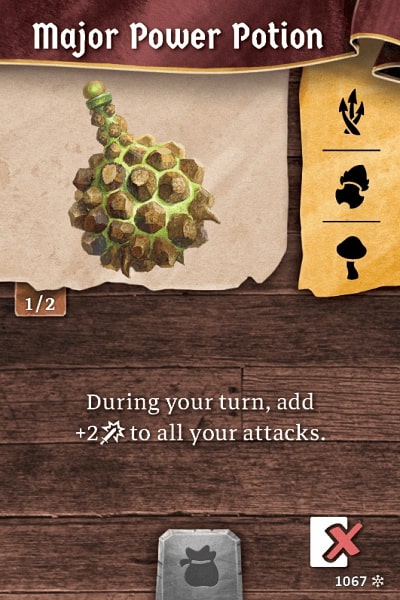 Major Power Potion
1/2
During your turn, add
+2 to all your attacks.
1067